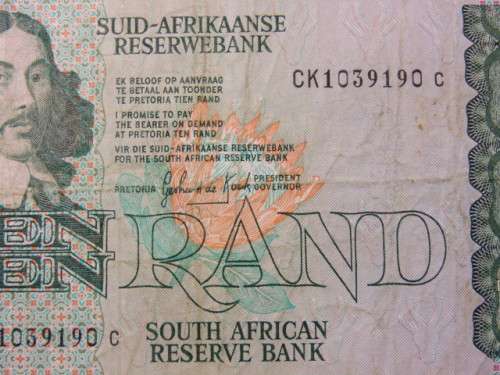 SUID-AFRIKAANSE
RESERWEBANK
EK BELOOF OP AANVRAAG
TE BETAAL AAN TOONDER
TE PRETORIA TIEN RAND
I PROMISE TO PAY
THE BEARER ON DEMAND
AT PRETORIA TEN RAND
VIR DIE SUID-AFRIKAANSE RESERWEBANK
FOR THE SOUTH AFRICAN RESERVE BANK
PRETORIA
PRESIDENT
GOVERNOR
CK1039190 C
RAND
1039190 C
SOUTH AFRICAN
RESERVE BANK